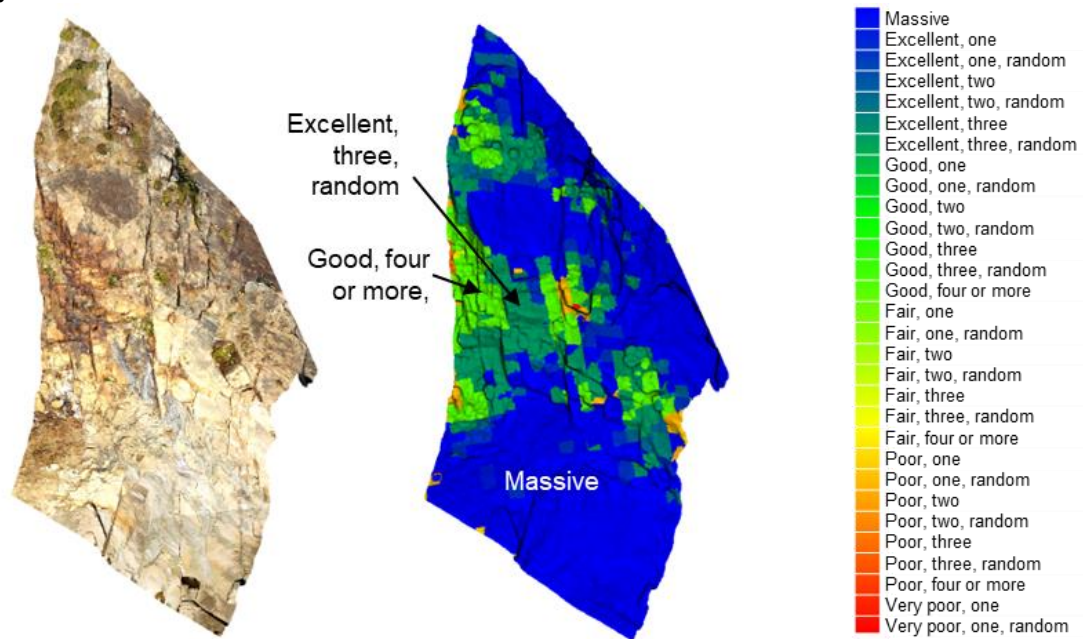 Excellent,
three,
random
Good, four
or more,
Massive
Massive
Excellent, one
Excellent, one, random
Excellent, two
Excellent, two, random
Excellent, three
Excellent, three, random
Good, one
Good, one, random
Good, two
Good, two, random
Good, three
Good, three, random
Good, four or more
Fair, one
Fair, one, random
Fair, two
Fair, two, random
Fair, three
Fair, three, random
Fair, four or more
Poor, one
Poor, one, random
Poor, two
Poor, two, random
Poor, three
Poor, three, random
Poor, four or more
Very poor, one
Very poor, one, random